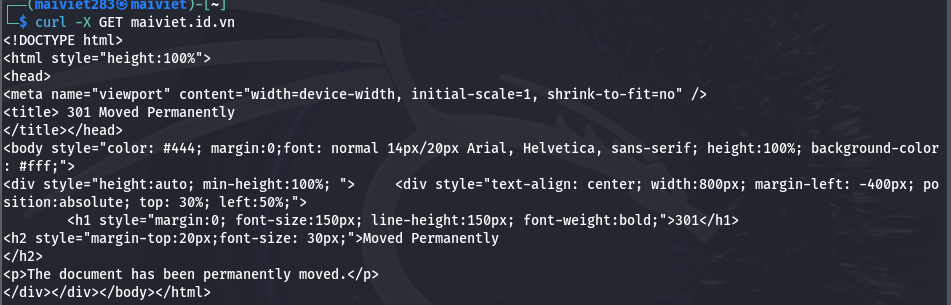 ┌──(maiviet283㉿maiviet)-[~]
└─$ curl -X GET maiviet.id.vn
<!DOCTYPE html>
<html style="height:100%">
<head>
<meta name="viewport" content="width=device-width, initial-scale=1, shrink-to-fit=no" />
<title> 301 Moved Permanently
</title></head>
<body style="color: #444; margin:0;font: normal 14px/20px Arial, Helvetica, sans-serif; height:100%; background-color
: #fff;">
<div style="height:auto; min-height:100%; ">     <div style="text-align: center; width:800px; margin-left: -400px; po
sition:absolute; top: 30%; left:50%;">
        <h1 style="margin:0; font-size:150px; line-height:150px; font-weight:bold;">301</h1>
<h2 style="margin-top:20px;font-size: 30px;">Moved Permanently
</h2>
<p>The document has been permanently moved.</p>
</div></div></body></html>